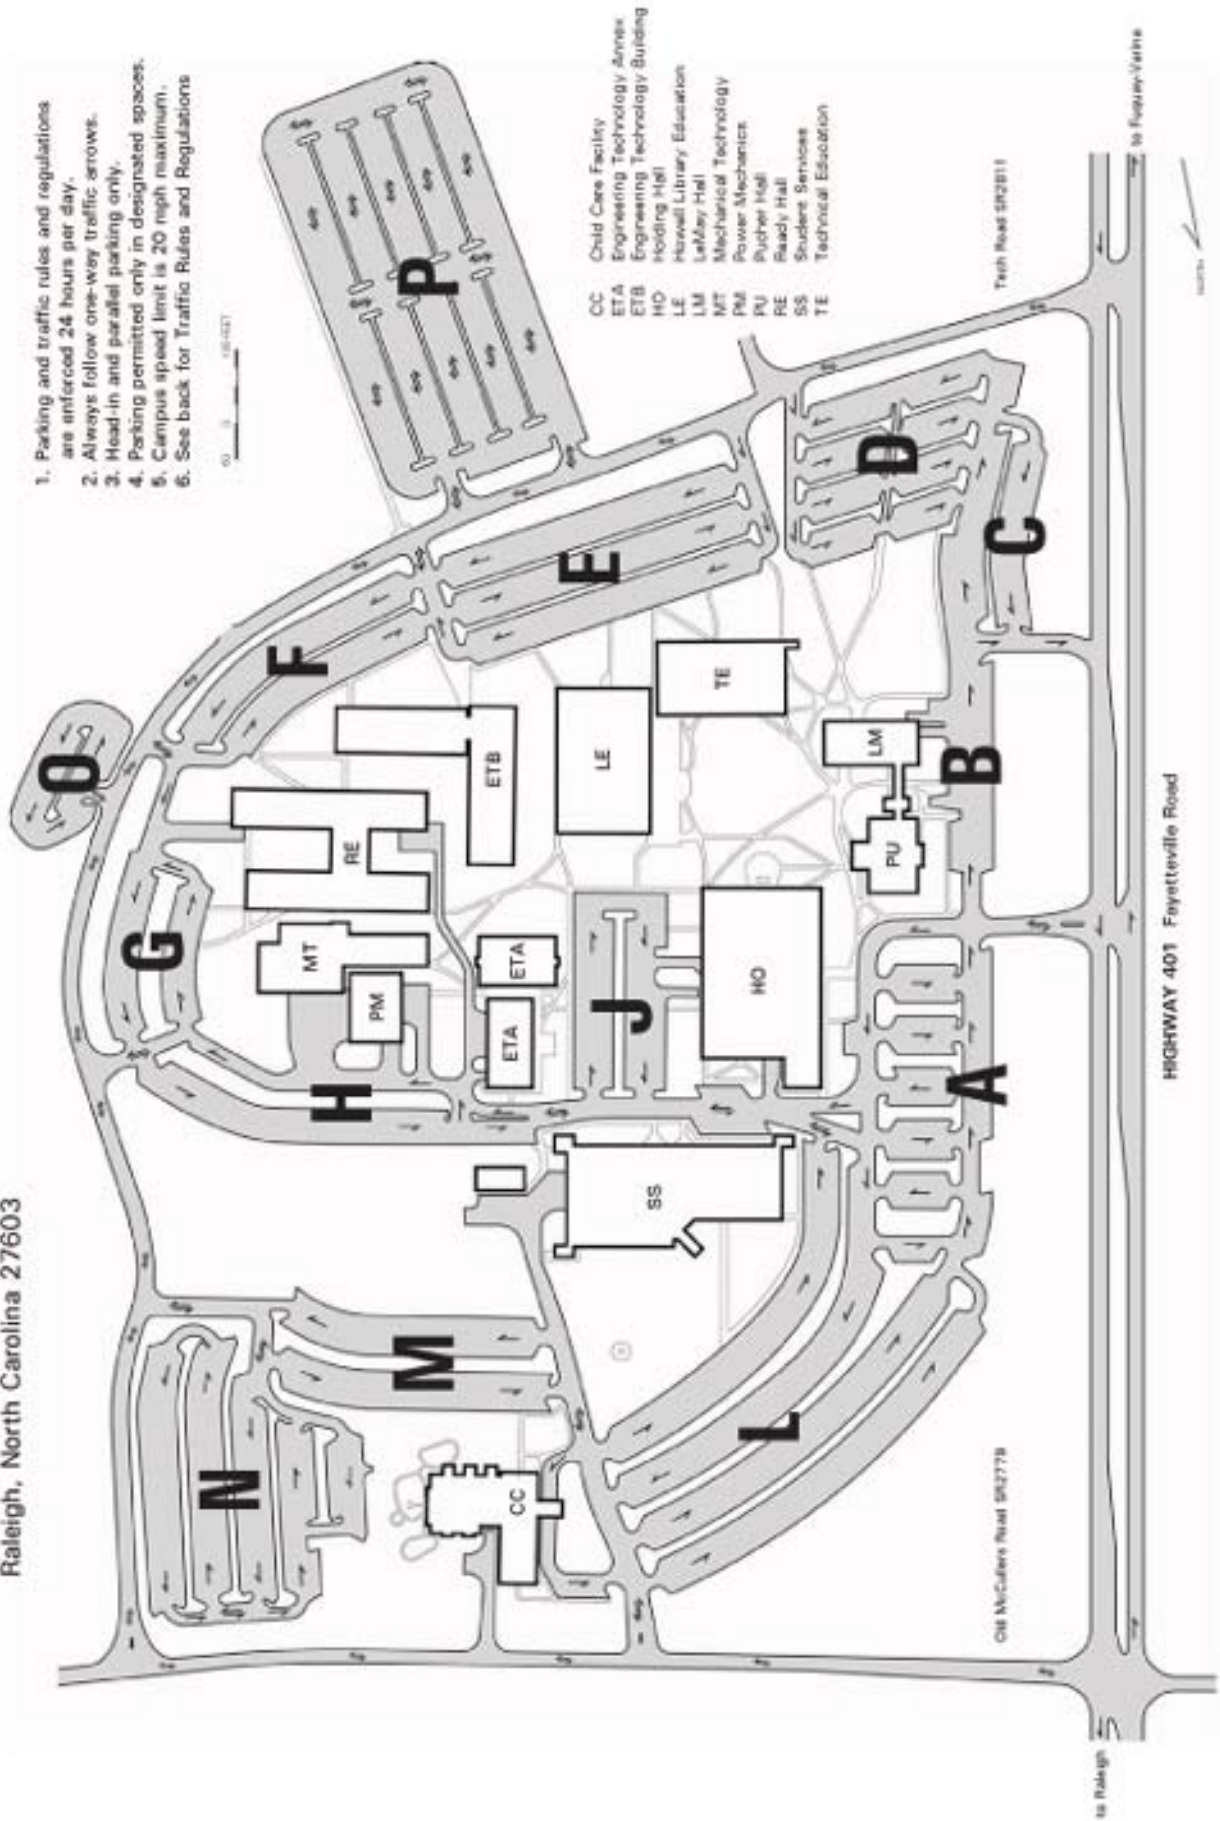 Raleigh, North Carolina 27603
1. Parking and traffic rules and regulations
are enforced 24 hours per day.
2. Always follow one-way traffic arrows.
3. Head-in and parallel parking only.
4. Parking permitted only in designated spaces.
5. Campus speed limit is 20 mph maximum.
6. See back for Traffic Rules and Regulations
O
G
F
P
N
M
H
E
J
L
A
B
D
C
MT
PM
RE
ETB
ETA
ETA
LE
TE
LM
PU
HO
SS
CC
CC Child Care Facility
ETA Engineering Technology Annex
ETB Engineering Technology Building
HO Holding Hall
LE Howell Library Education
LM LeMay Hall
MT Mechanical Technology
PM Power Mechanics
PU Pucher Hall
RE Ready Hall
SS Student Services
TE Technical Education
Old McCullers Road SR2779
Tech Road SR2811
to Raleigh
HIGHWAY 401 Fayetteville Road
to Fuquay-Varina